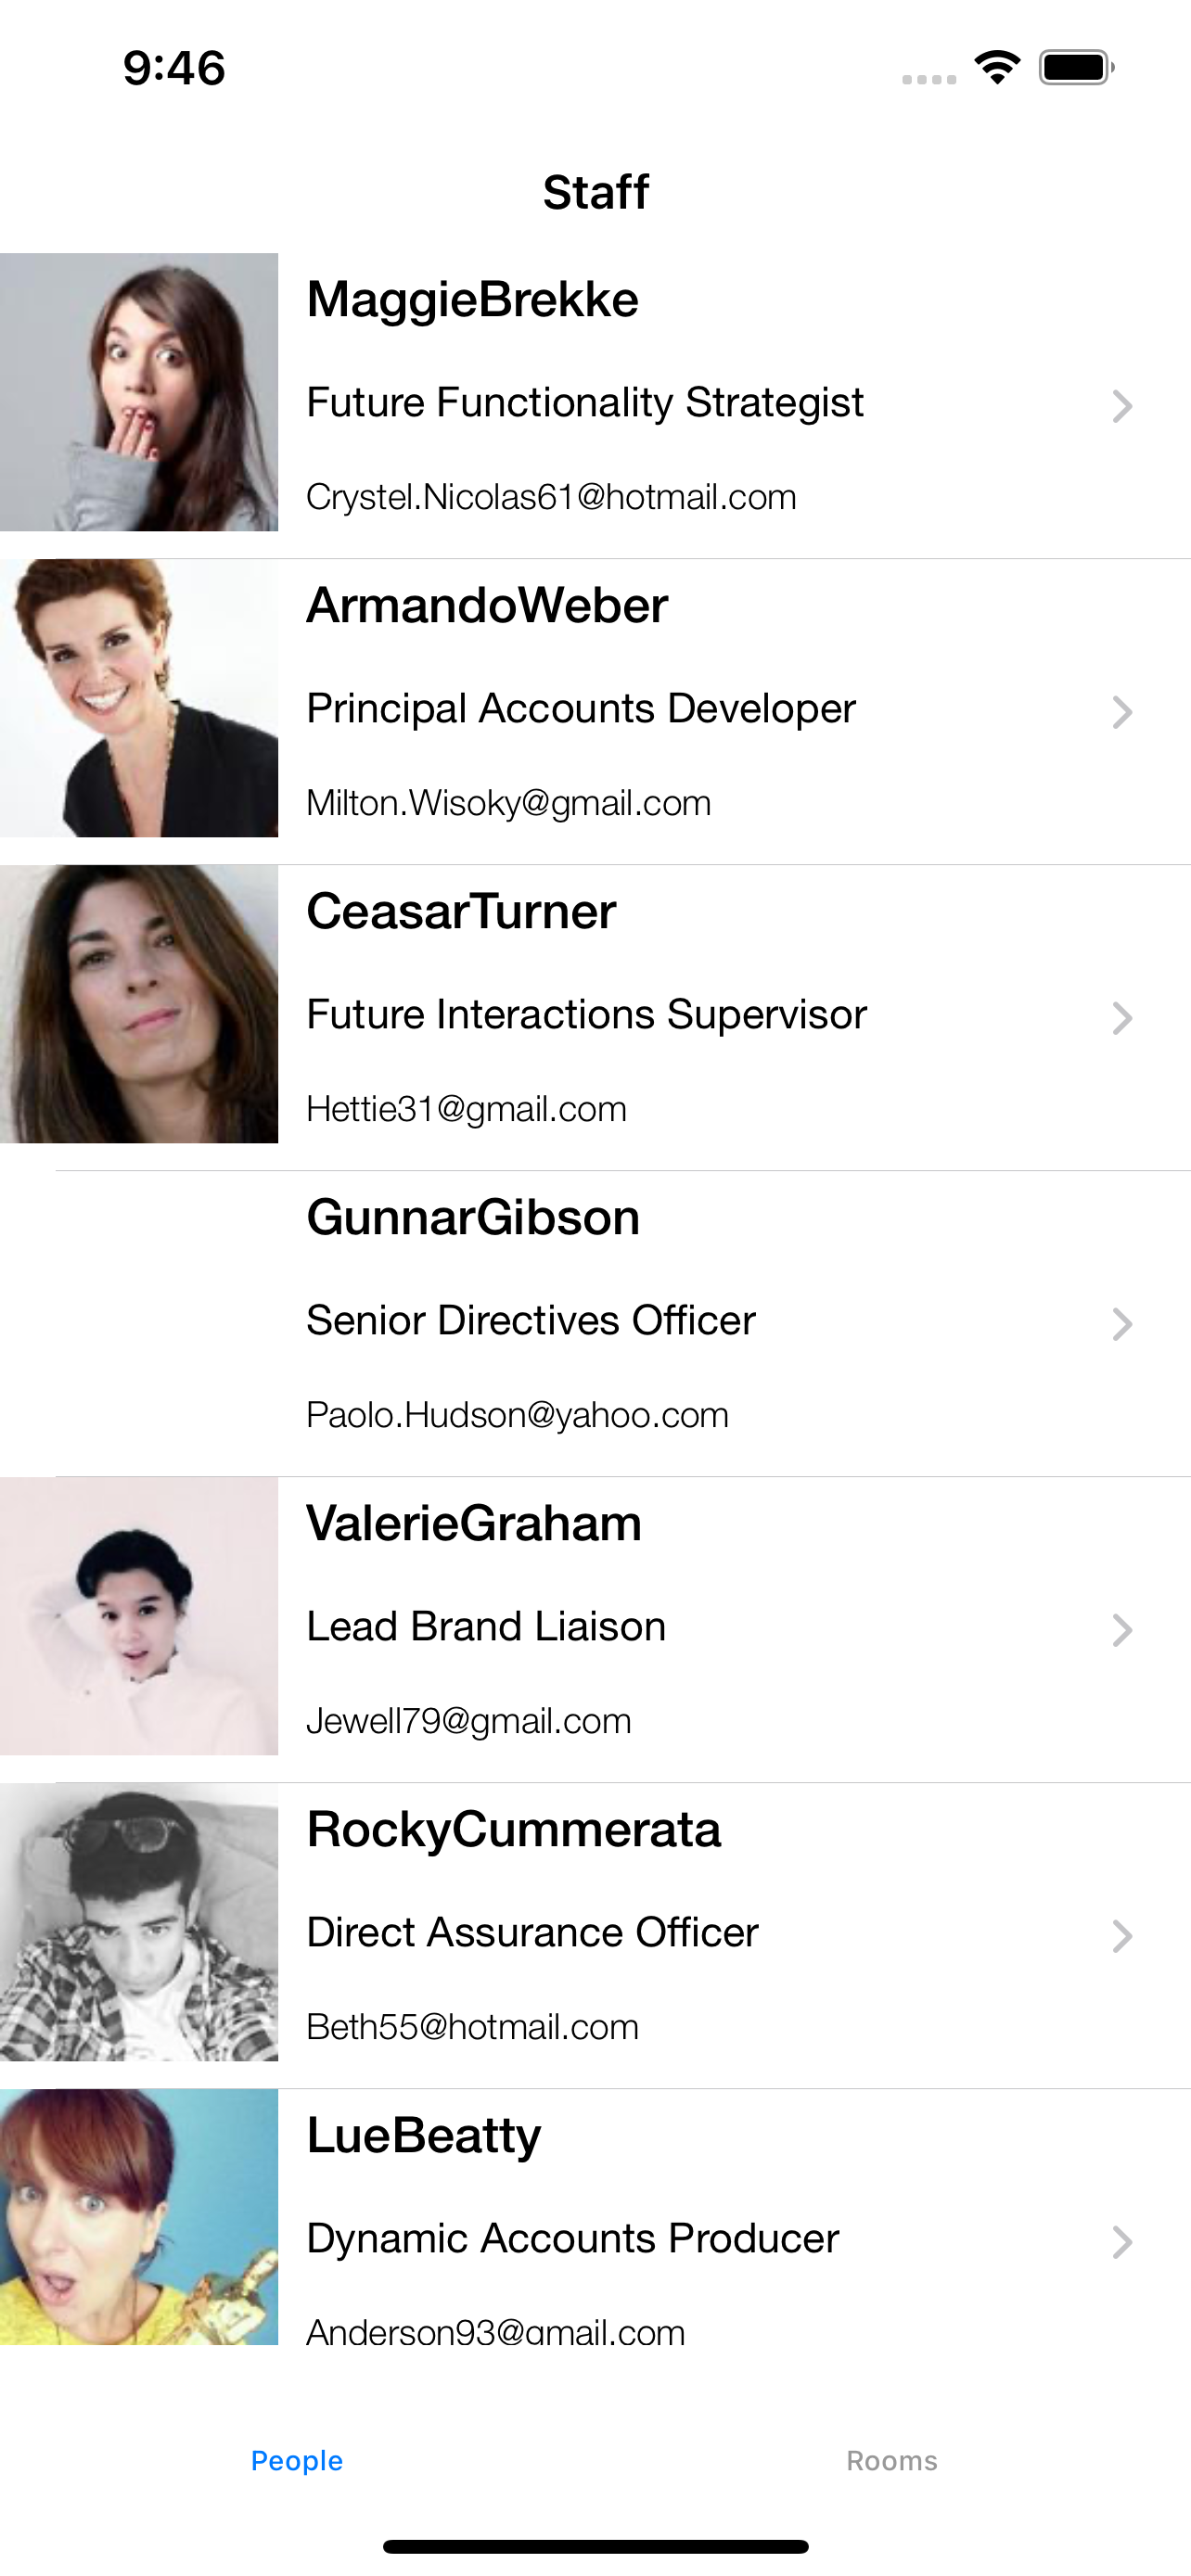 9:46
Staff
MaggieBrekke
Future Functionality Strategist
Crystel.Nicolas61@hotmail.com
ArmandoWeber
Principal Accounts Developer
Milton.Wisoky@gmail.com
CeasarTurner
Future Interactions Supervisor
Hettie31@gmail.com
GunnarGibson
Senior Directives Officer
Paolo.Hudson@yahoo.com
ValerieGraham
Lead Brand Liaison
Jewell79@gmail.com
RockyCummerata
Direct Assurance Officer
Beth55@hotmail.com
LueBeatty
Dynamic Accounts Producer
Anderson93@gmail.com
People Rooms